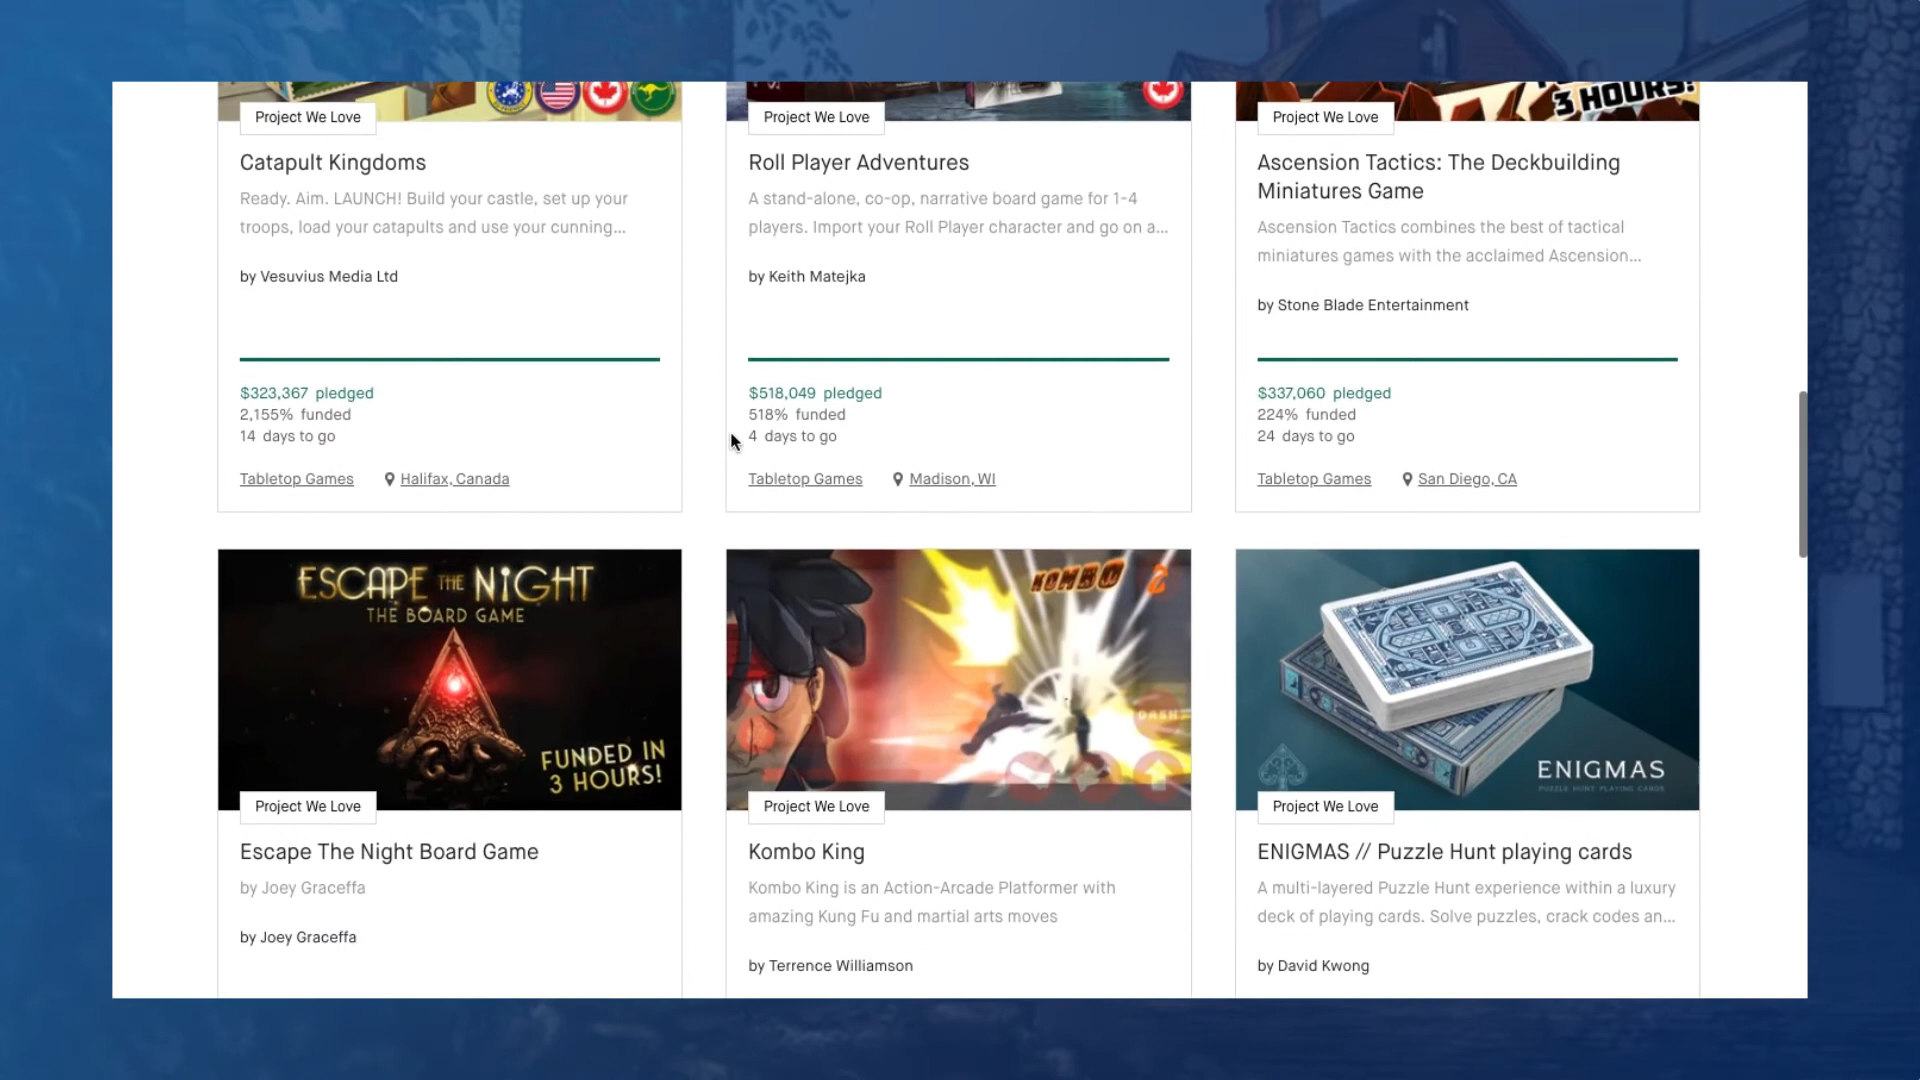 3 HOURS!
Project We Love
Catapult Kingdoms
Ready. Aim. LAUNCH! Build your castle, set up your
troops, load your catapults and use your cunning...
by Vesuvius Media Ltd
$323,367 pledged
2,155% funded
14 days to go
Tabletop Games
Halifax, Canada
Project We Love
Roll Player Adventures
A stand-alone, co-op, narrative board game for 1-4
players. Import your Roll Player character and go on a...
by Keith Matejka
$518,049 pledged
518% funded
4 days to go
Tabletop Games
Madison, WI
Project We Love
Ascension Tactics: The Deckbuilding
Miniatures Game
Ascension Tactics combines the best of tactical
miniatures games with the acclaimed Ascension...
by Stone Blade Entertainment
$337,060 pledged
224% funded
24 days to go
Tabletop Games
San Diego, CA
ESCAPE THE NIGHT
THE BOARD GAME
FUNDED IN
3 HOURS!
Project We Love
Escape The Night Board Game
by Joey Graceffa
by Joey Graceffa
KOMBO 2
DASH
Project We Love
Kombo King
Kombo King is an Action-Arcade Platformer with
amazing Kung Fu and martial arts moves
by Terrence Williamson
ENIGMAS
PUZZLE HUNT PLAYING CARDS
Project We Love
ENIGMAS // Puzzle Hunt playing cards
A multi-layered Puzzle Hunt experience within a luxury
deck of playing cards. Solve puzzles, crack codes an...
by David Kwong